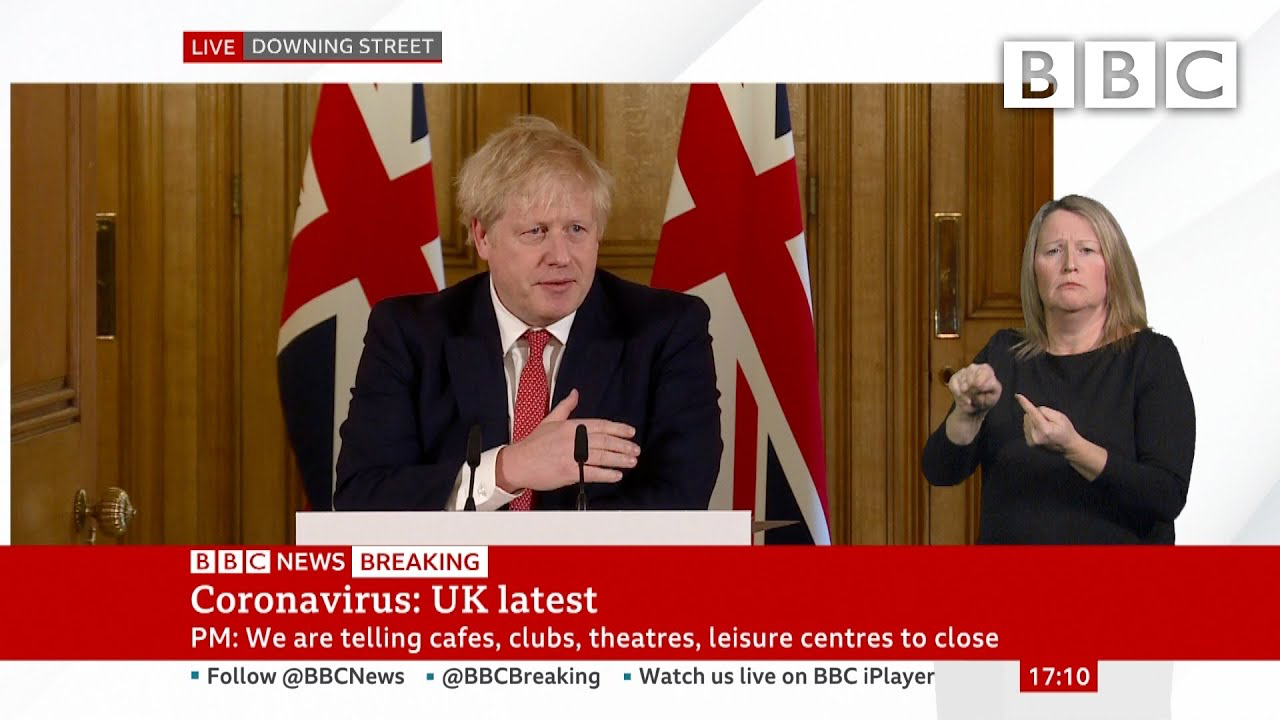 LIVE DOWNING STREET
BBC
BBC NEWS BREAKING
Coronavirus: UK latest
PM: We are telling cafes, clubs, theatres, leisure centres to close
Follow @BBCNews @BBCBreaking Watch us live on BBC iPlayer 17:10